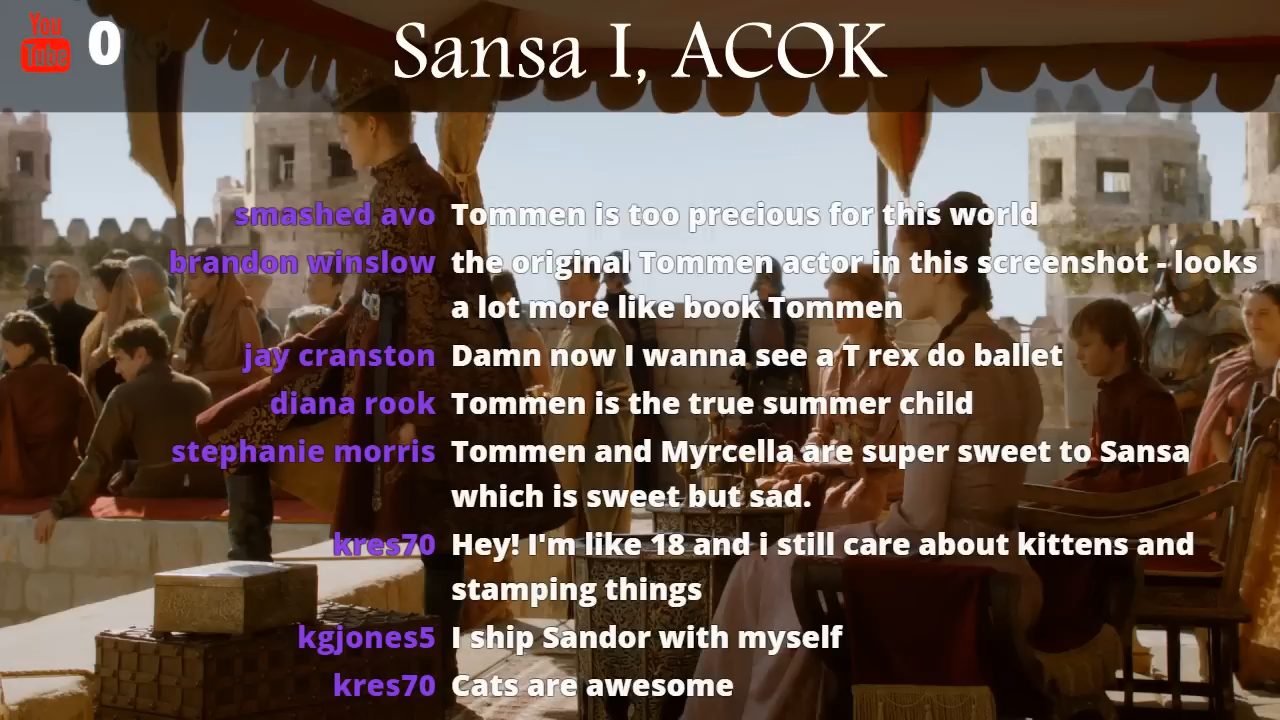 You
Tube 0
Sansa I, ACOK
smashed avo Tommen is too precious for this world
brandon winslow the original Tommen actor in this screenshot - looks
a lot more like book Tommen
jay cranston Damn now I wanna see a T rex do ballet
diana rook Tommen is the true summer child
stephanie morris Tommen and Myrcella are super sweet to Sansa
which is sweet but sad.
kres70 Hey! I'm like 18 and i still care about kittens and
stamping things
kgjones5 I ship Sandor with myself
kres70 Cats are awesome